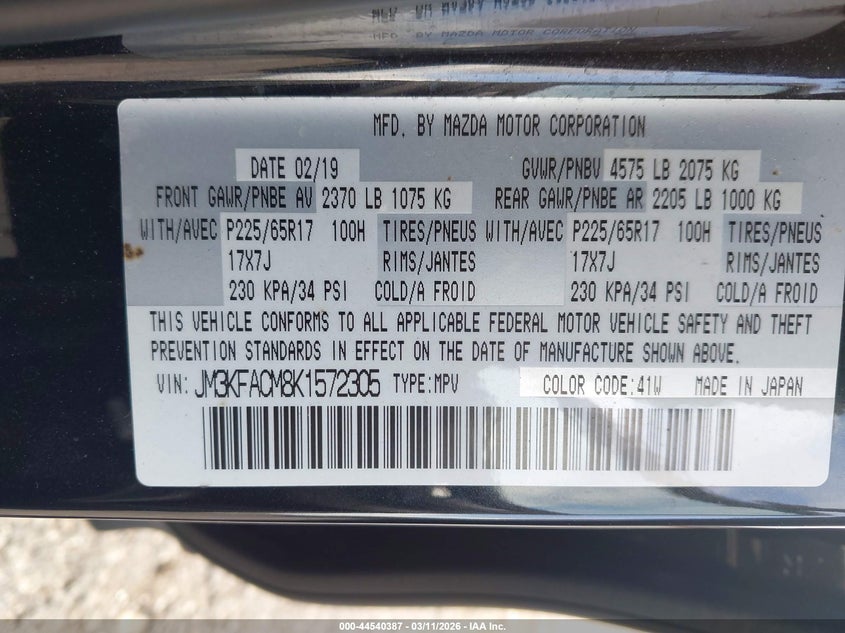 MFD. BY MAZDA MOTOR CORPORATION
MFD. BY MAZDA MOTOR CORPORATION
DATE 02/19 GVWR/PNBV 4575 LB 2075 KG
FRONT GAWR/PNBE AV 2370 LB 1075 KG REAR GAWR/PNBE AR 2205 LB 1000 KG
WITH/AVEC P225/65R17 100H TIRES/PNEUS WITH/AVEC P225/65R17 100H TIRES/PNEUS
17X7J RIMS/JANTES 17X7J RIMS/JANTES
230 KPA/34 PSI COLD/A FROID 230 KPA/34 PSI COLD/A FROID
THIS VEHICLE CONFORMS TO ALL APPLICABLE FEDERAL MOTOR VEHICLE SAFETY AND THEFT
PREVENTION STANDARDS IN EFFECT ON THE DATE OF MANUFACTURE SHOWN ABOVE.
VIN: JM3KFACM8K1572305 TYPE:MPV COLOR CODE:41W MADE IN JAPAN
000-44540387 - 03/11/2026 - IAA Inc.